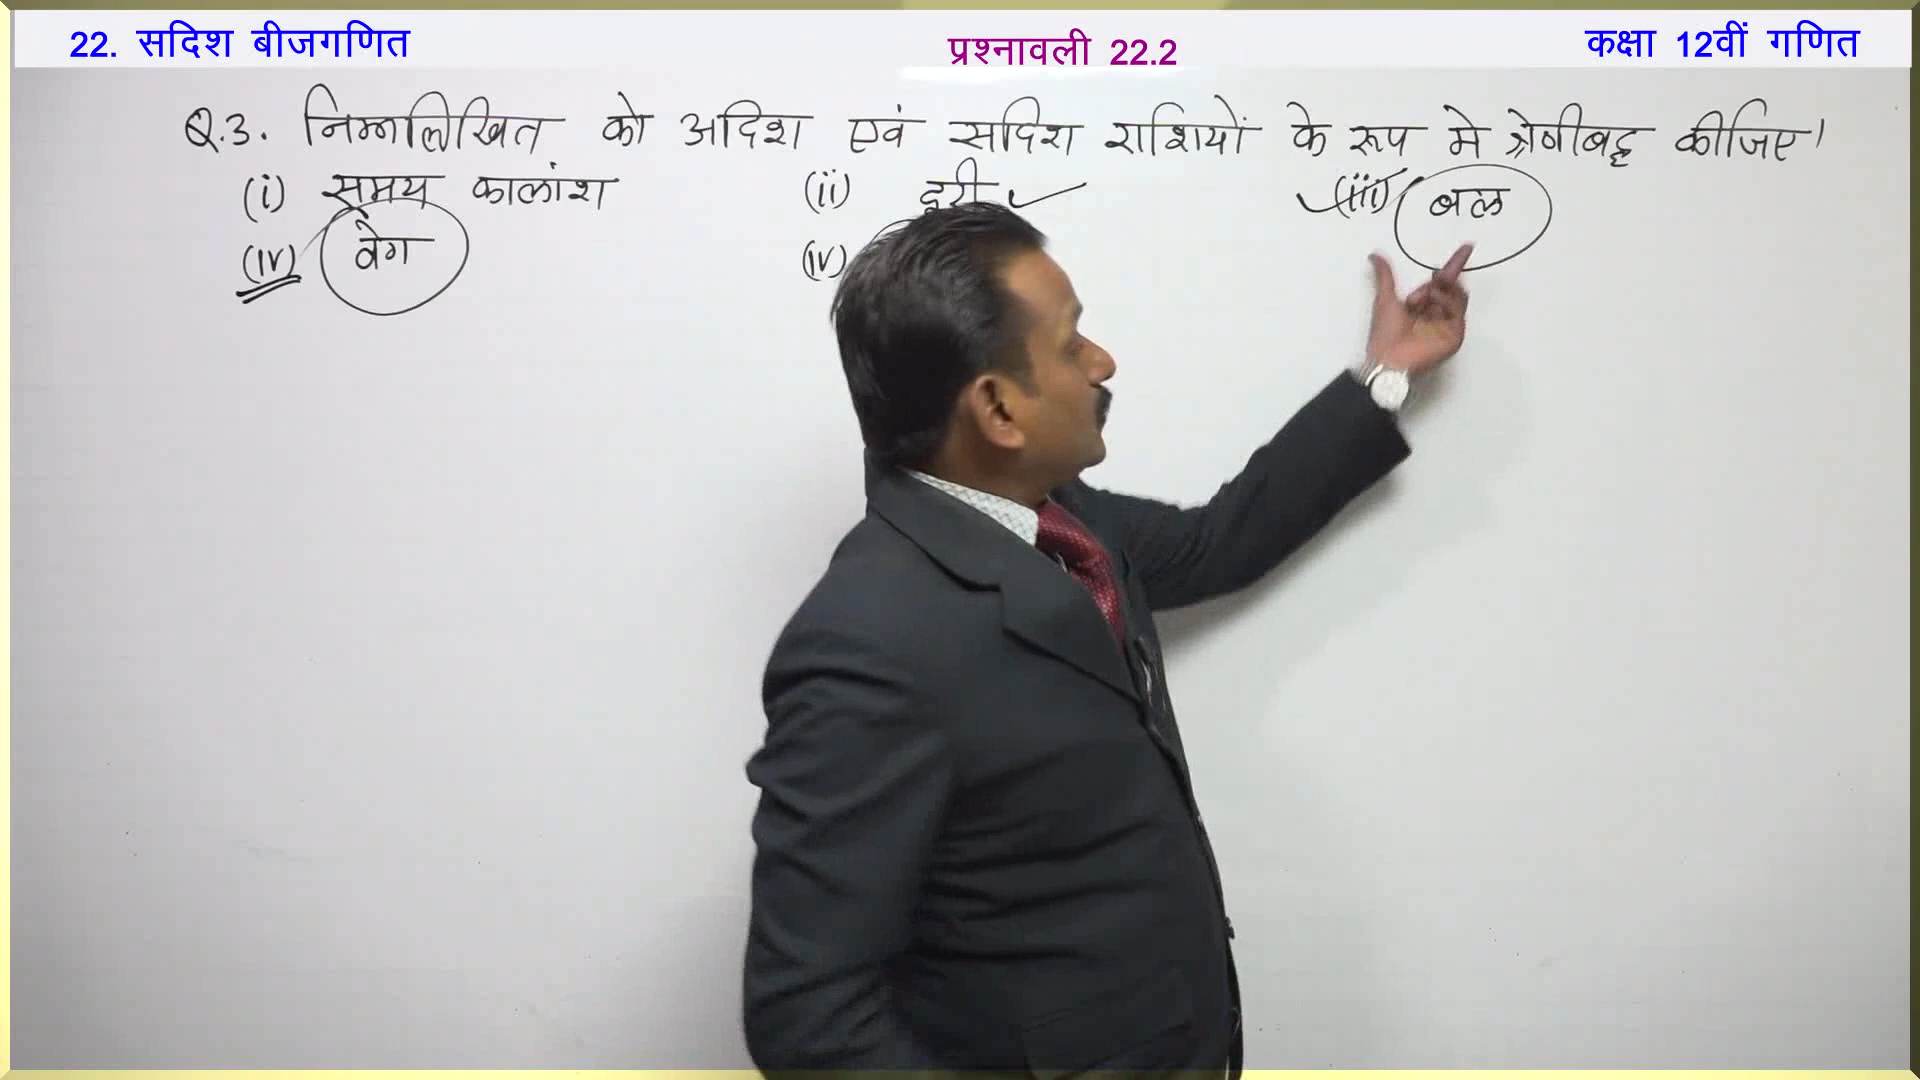 22. सदिश बीजगणित प्रश्नावली 22.2 कक्षा 12वीं गणित
Q.3. निम्नलिखित को अदिश एवं सदिश राशियों के रूप मे श्रेणीबद्ध कीजिए।
(i) समय कालांश (ii) दूरी (iii) बल
(iv) वेग (iv)